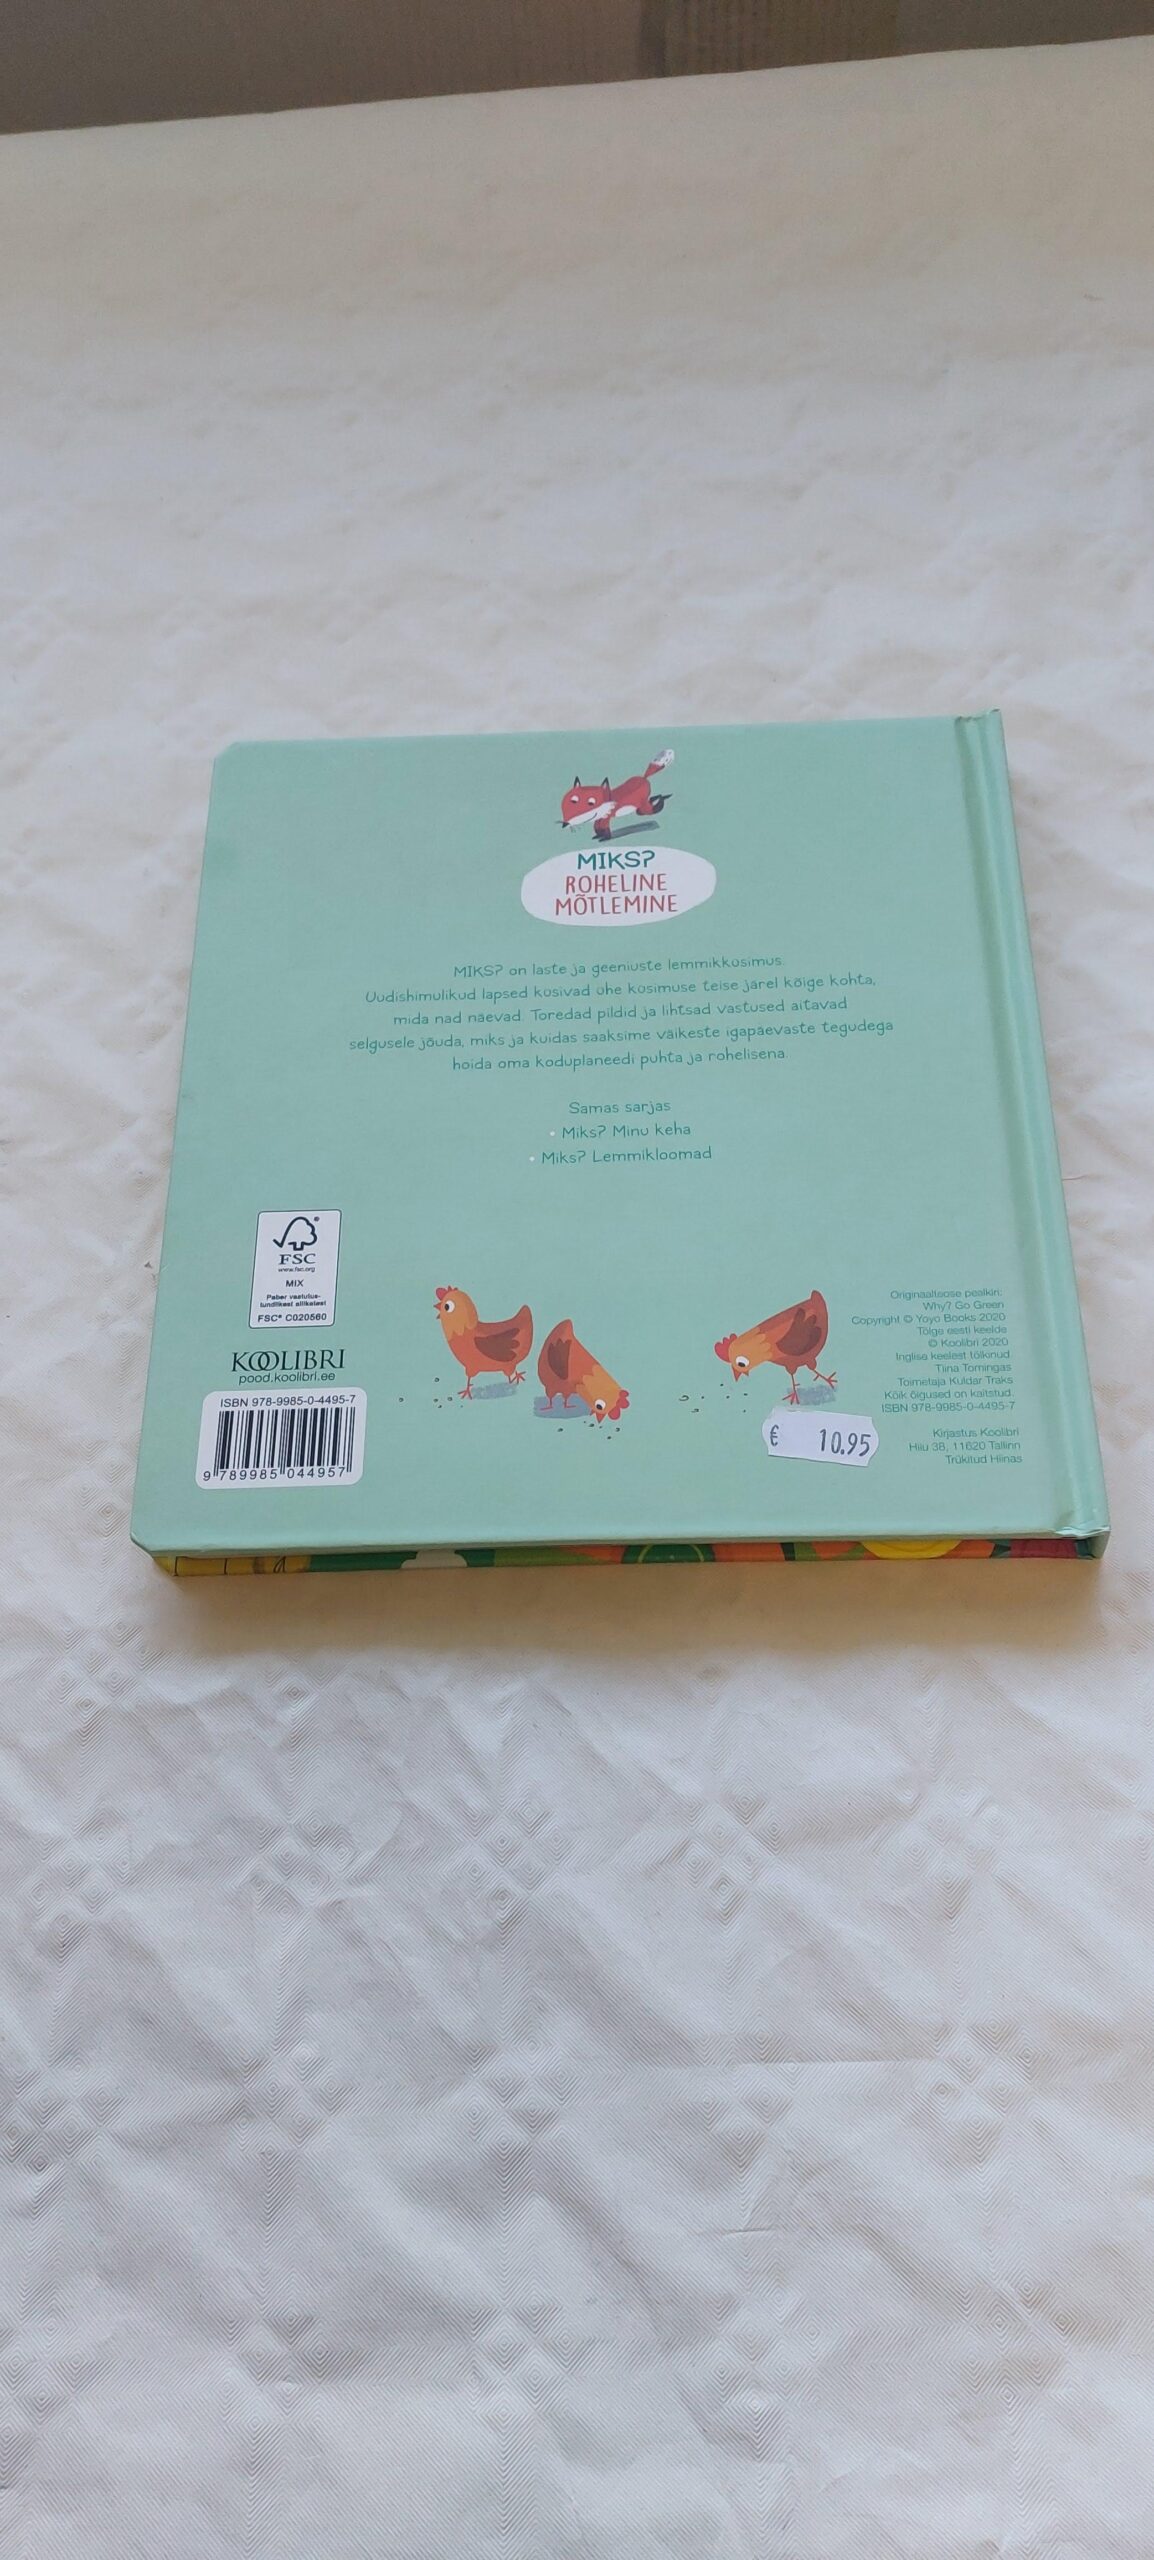 MIKS?
ROHELINE
MÕTLEMINE
MIKS? on laste ja geeniuste lemmikküsimus.
Uudishimulikud lapsed küsivad ühe küsimuse teise järel kõige kohta,
mida nad näevad. Toredad pildid ja lihtsad vastused aitavad
selgusele jõuda, miks ja kuidas saaksime väikeste igapäevaste tegudega
hoida oma koduplaneedi puhta ja rohelisena.
Samas sarjas
• Miks? Minu keha
• Miks? Lemmikloomad
FSC
www.fsc.org
MIX
Paber vastutus-
tundlikest allikatest
FSC® C020560
KOOLIBRI
pood.koolibri.ee
ISBN 978-9985-0-4495-7
9 789985 044957
€ 10.95
Originaalteose pealkiri:
Why? Go Green
Copyright © Yoyo Books 2020
Tõlge eesti keelde
© Koolibri 2020
Inglise keelest tõlkinud
Tiina Tomingas
Toimetaja Kuldar Traks
Kõik õigused on kaitstud.
ISBN 978-9985-0-4495-7
Kirjastus Koolibri
Hiiu 38, 11620 Tallinn
Trükitud Hiinas